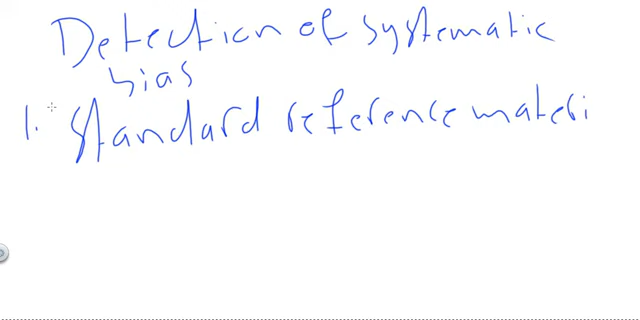 Detection of systematic
bias
1. Standard reference materi